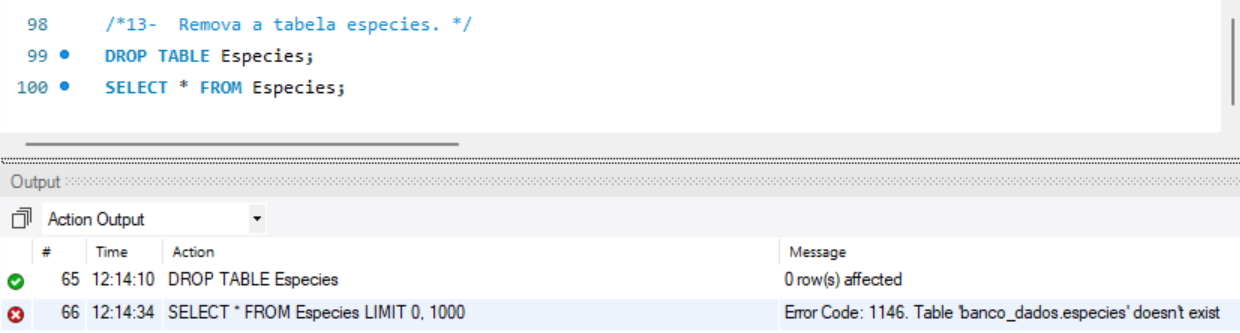 98 /*13-  Remova a tabela especies. */
99 DROP TABLE Especies;
100 SELECT * FROM Especies;
Output
Action Output
# Time Action Message
65 12:14:10 DROP TABLE Especies 0 row(s) affected
66 12:14:34 SELECT * FROM Especies LIMIT 0, 1000 Error Code: 1146. Table 'banco_dados.especies' doesn't exist